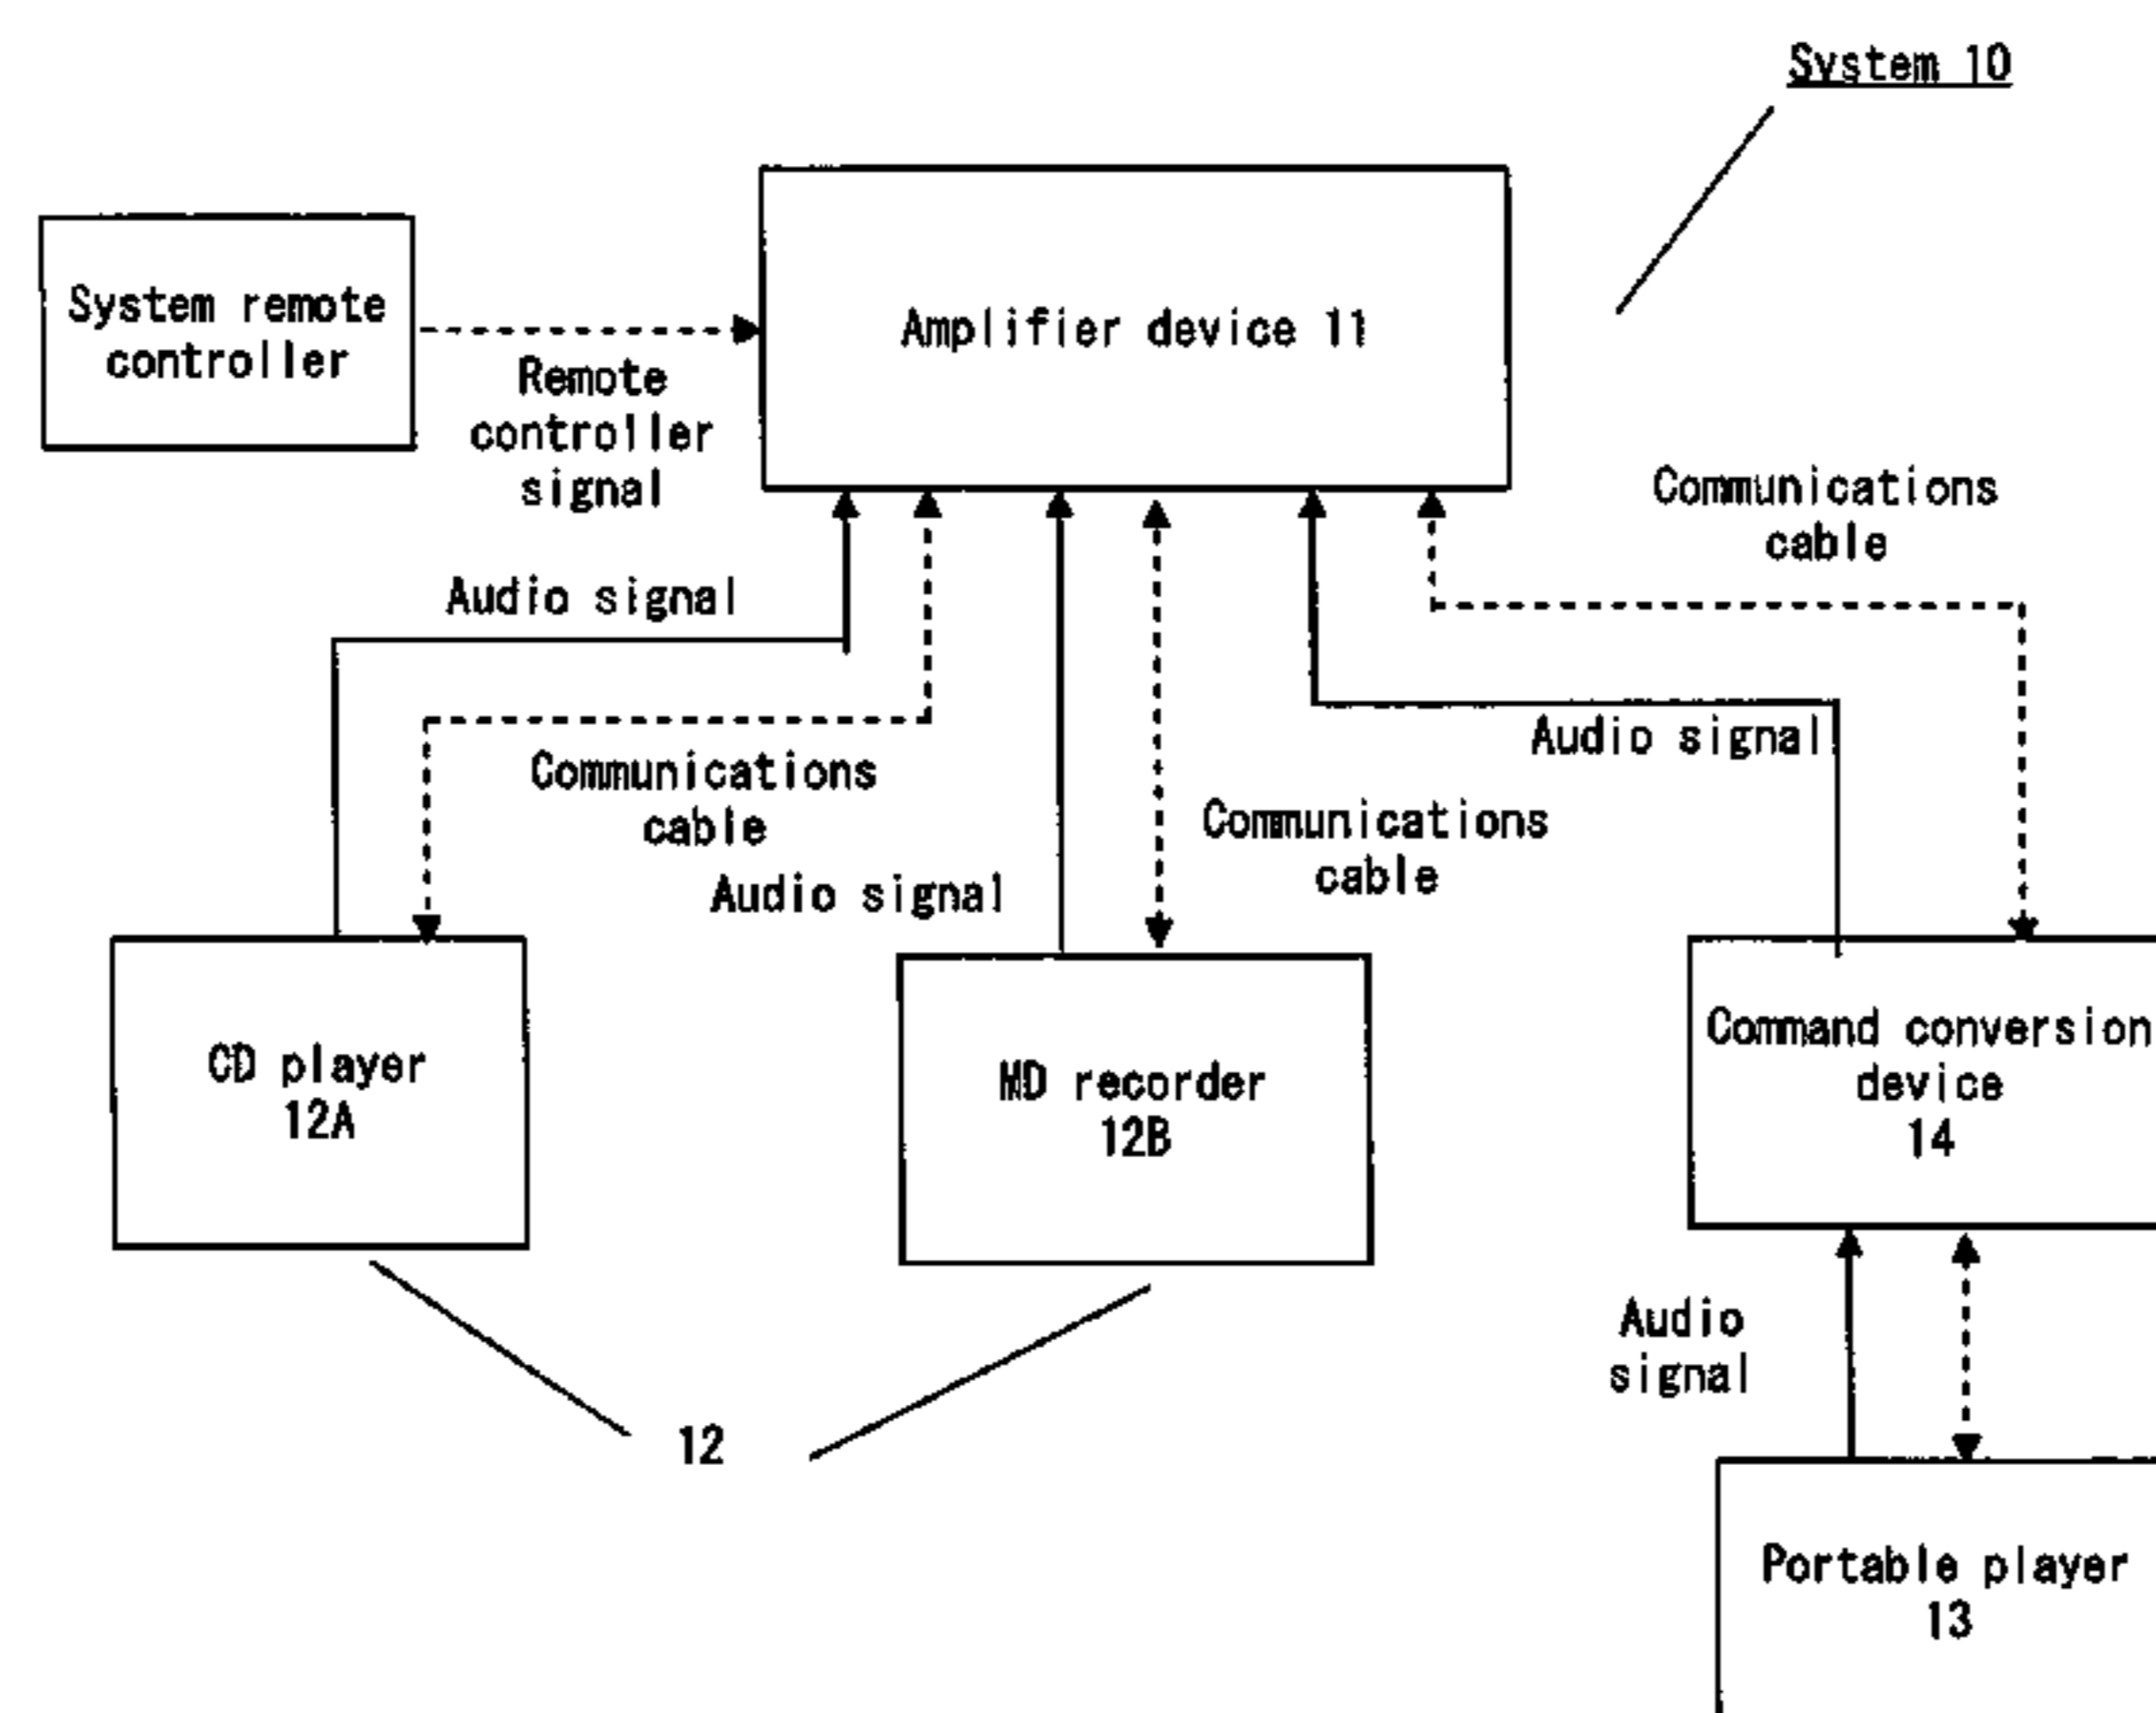 System 10
System remote
controller
Amplifier device 11
Remote
controller
signal
Communications
cable
Audio signal
Audio signal
Communications
cable
Communications
cable
Audio signal
CD player
12A
MD recorder
12B
Command conversion
device
14
Audio
signal
12
Portable player
13